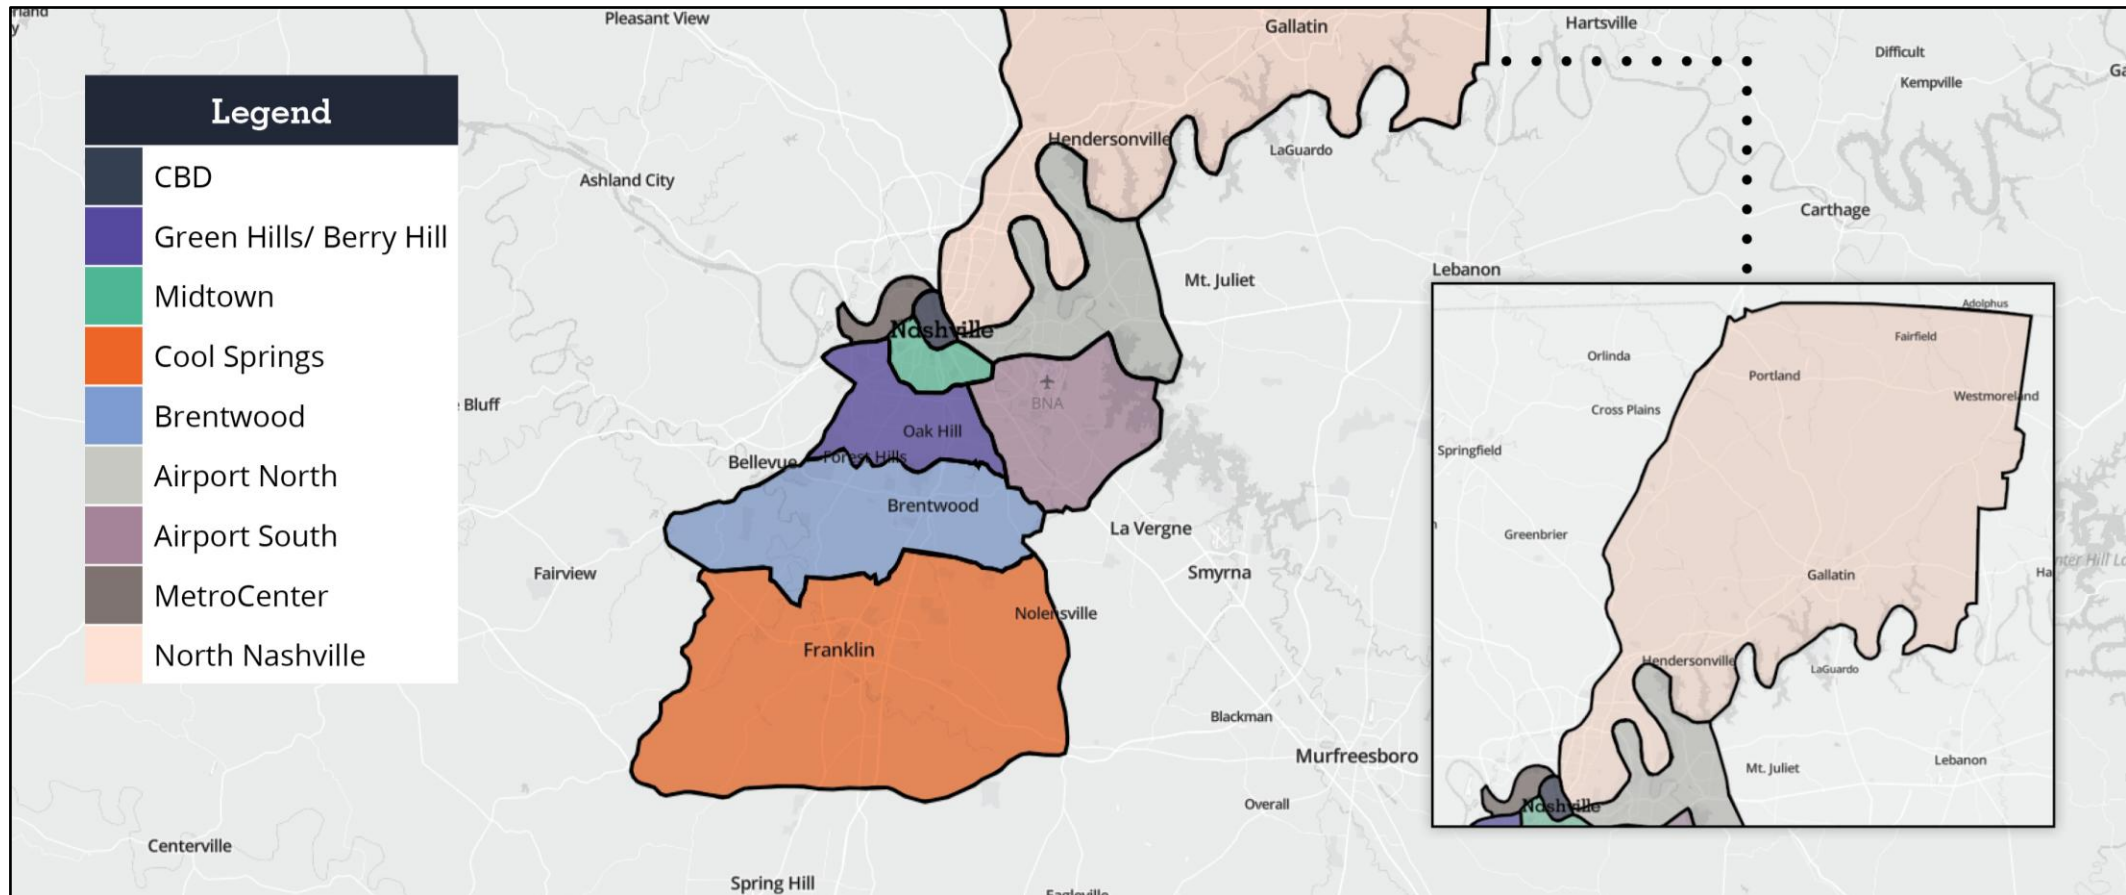 Pleasant View
Gallatin
Hartsville
Difficult
Kempville
Legend
CBD
Green Hills/ Berry Hill
Midtown
Cool Springs
Brentwood
Airport North
Airport South
MetroCenter
North Nashville
Hendersonville
LaGuardo
Ashland City
Carthage
Lebanon
Mt. Juliet
Nashville
BNA
Bluff
Oak Hill
Forest Hills
Bellevue
Brentwood
La Vergne
Fairview
Smyrna
Nolensville
Franklin
Blackman
Murfreesboro
Overall
Centerville
Spring Hill
Adolphus
Fairfield
Orlinda
Portland
Westmoreland
Cross Plains
Springfield
Greenbrier
Gallatin
Hendersonville
LaGuardo
Mt. Juliet
Lebanon
Nashville